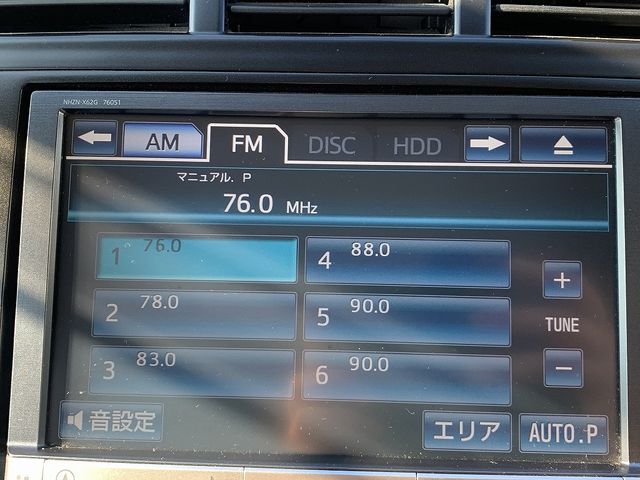 NHZN-X62G 76051
AM FM DISC HDD
マニュアル. P
76.0 MHz
1 76.0
4 88.0
2 78.0
5 90.0
3 83.0
6 90.0
+
TUNE
−
音設定
エリア
AUTO.P